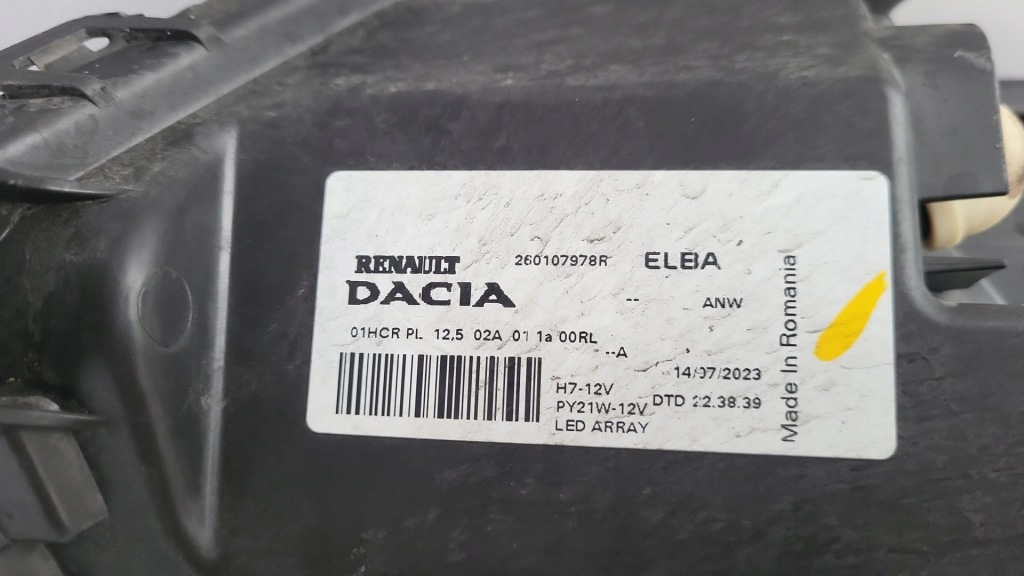 RENAULT 260107978R ELBA
DACIA -- ANW
01HCR PL 12,5 02A 01 1a 00RL
--A
14/07/2023
H7-12V
PY21W-12V DTD 22.38.39
LED ARRAY
Made In Romania